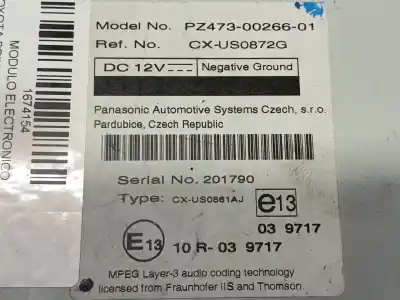 Model No. PZ473-00266-01
Ref. No. CX-US0872G
DC 12V Negative Ground
Panasonic Automotive Systems Czech, s.r.o.
Pardubice, Czech Republic
Serial No. 201790
Type: CX-US0861AJ
e13
03 9717
E13 10 R- 03 9717
MPEG Layer-3 audio coding technology
licensed from Fraunhofer IIS and Thomson
1674154
MODULO ELECTRONICO